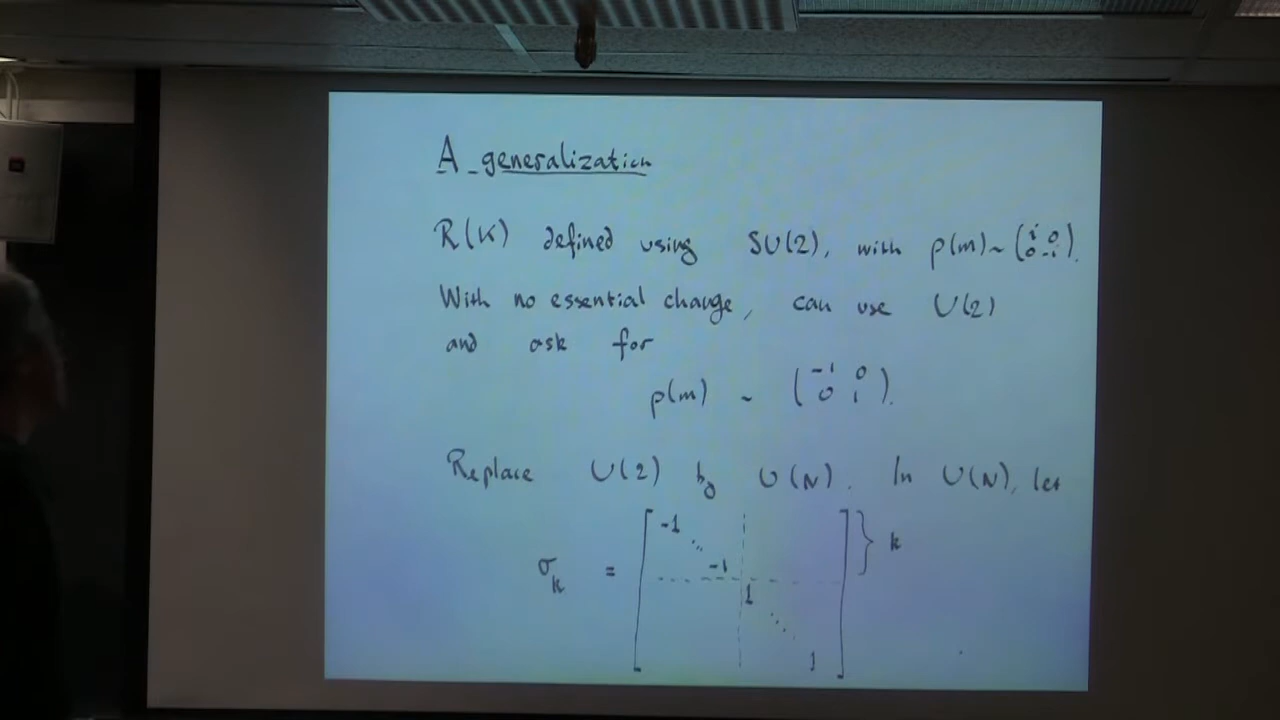 A generalization
R(K) defined using SU(2), with ρ(m) ~ (i 0
0 -i).
With no essential change, can use U(2)
and ask for
ρ(m) ~ (-1 0
0 1).
Replace U(2) by U(N). In U(N), let
σ_k = [-1 ⋱ -1 1 ⋱ 1] } k